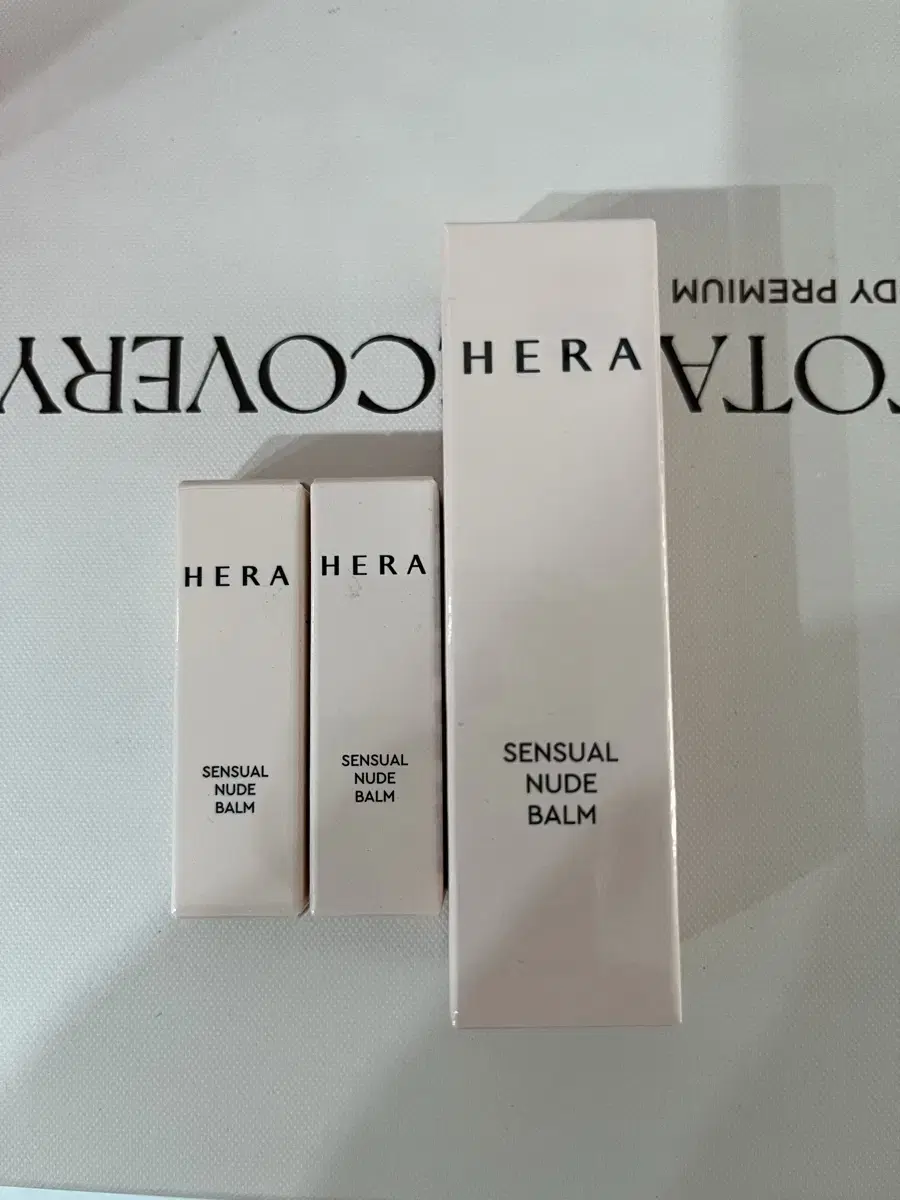 DY PREMIUM
OTA
COVERY
HERA
SENSUAL
NUDE
BALM
HERA
SENSUAL
NUDE
BALM
HERA
SENSUAL
NUDE
BALM